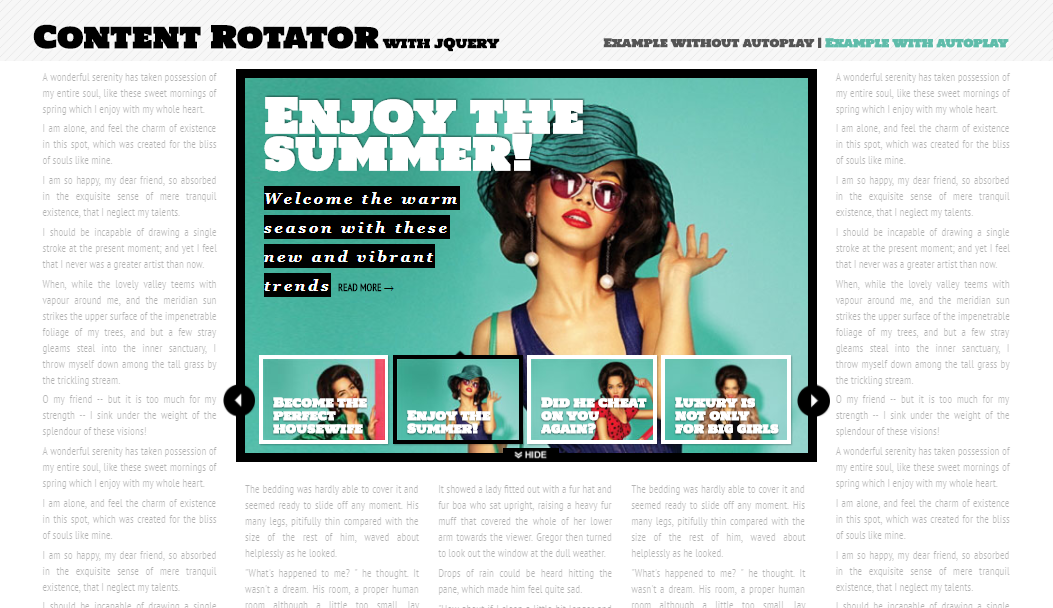 Content Rotator with jQuery
Example without autoplay | Example with autoplay
A wonderful serenity has taken possession of
my entire soul, like these sweet mornings of
spring which I enjoy with my whole heart.
I am alone, and feel the charm of existence
in this spot, which was created for the bliss
of souls like mine.
I am so happy, my dear friend, so absorbed
in the exquisite sense of mere tranquil
existence, that I neglect my talents.
I should be incapable of drawing a single
stroke at the present moment; and yet I feel
that I never was a greater artist than now.
When, while the lovely valley teems with
vapour around me, and the meridian sun
strikes the upper surface of the impenetrable
foliage of my trees, and but a few stray
gleams steal into the inner sanctuary, I
throw myself down among the tall grass by
the trickling stream.
O my friend -- but it is too much for my
strength -- I sink under the weight of the
splendour of these visions!
A wonderful serenity has taken possession of
my entire soul, like these sweet mornings of
spring which I enjoy with my whole heart.
I am alone, and feel the charm of existence
in this spot, which was created for the bliss
of souls like mine.
I am so happy, my dear friend, so absorbed
in the exquisite sense of mere tranquil
existence, that I neglect my talents.
I should be incapable of drawing a single
Enjoy the
Summer!
Welcome the warm
season with these
new and vibrant
trends READ MORE →
Become the
perfect
housewife
Enjoy the
Summer!
Did he cheat
on you
again?
Luxury is
not only
for big girls
HIDE
The bedding was hardly able to cover it and
seemed ready to slide off any moment. His
many legs, pitifully thin compared with the
size of the rest of him, waved about
helplessly as he looked.
"What's happened to me? " he thought. It
wasn't a dream. His room, a proper human
room although a little too small, lay
It showed a lady fitted out with a fur hat and
fur boa who sat upright, raising a heavy fur
muff that covered the whole of her lower
arm towards the viewer. Gregor then turned
to look out the window at the dull weather.
Drops of rain could be heard hitting the
pane, which made him feel quite sad.
"How about if I sleep a little bit longer and
The bedding was hardly able to cover it and
seemed ready to slide off any moment. His
many legs, pitifully thin compared with the
size of the rest of him, waved about
helplessly as he looked.
"What's happened to me? " he thought. It
wasn't a dream. His room, a proper human
room although a little too small, lay
A wonderful serenity has taken possession of
my entire soul, like these sweet mornings of
spring which I enjoy with my whole heart.
I am alone, and feel the charm of existence
in this spot, which was created for the bliss
of souls like mine.
I am so happy, my dear friend, so absorbed
in the exquisite sense of mere tranquil
existence, that I neglect my talents.
I should be incapable of drawing a single
stroke at the present moment; and yet I feel
that I never was a greater artist than now.
When, while the lovely valley teems with
vapour around me, and the meridian sun
strikes the upper surface of the impenetrable
foliage of my trees, and but a few stray
gleams steal into the inner sanctuary, I
throw myself down among the tall grass by
the trickling stream.
O my friend -- but it is too much for my
strength -- I sink under the weight of the
splendour of these visions!
A wonderful serenity has taken possession of
my entire soul, like these sweet mornings of
spring which I enjoy with my whole heart.
I am alone, and feel the charm of existence
in this spot, which was created for the bliss
of souls like mine.
I am so happy, my dear friend, so absorbed
in the exquisite sense of mere tranquil
existence, that I neglect my talents.
I should be incapable of drawing a single